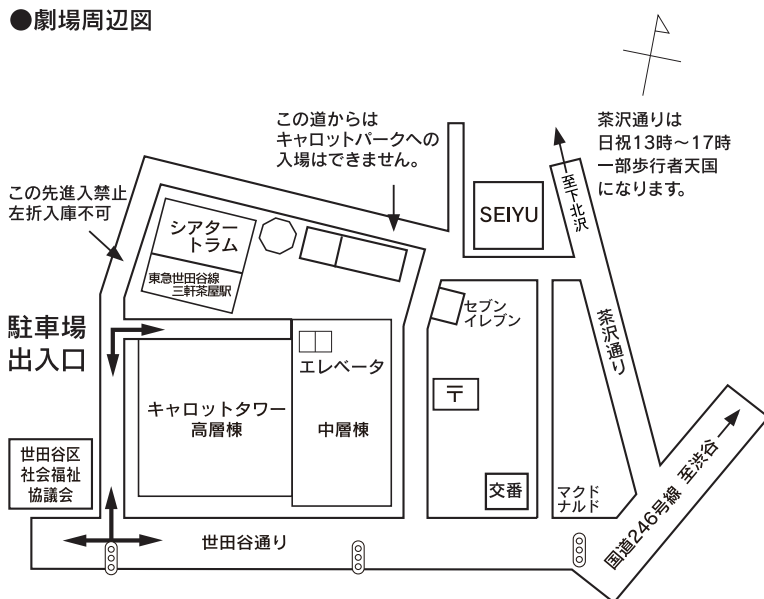 ●劇場周辺図
この道からは
キャロットパークへの
入場はできません。
茶沢通りは
日祝13時～17時
一部歩行者天国
になります。
この先進入禁止
左折入庫不可
至下北沢
SEIYU
シアター
トラム
東急世田谷線
三軒茶屋駅
セブン
イレブン
茶沢通り
駐車場
出入口
エレベータ
キャロットタワー
高層棟
中層棟
〒
世田谷区
社会福祉
協議会
交番
マクド
ナルド
国道246号線 至渋谷
世田谷通り